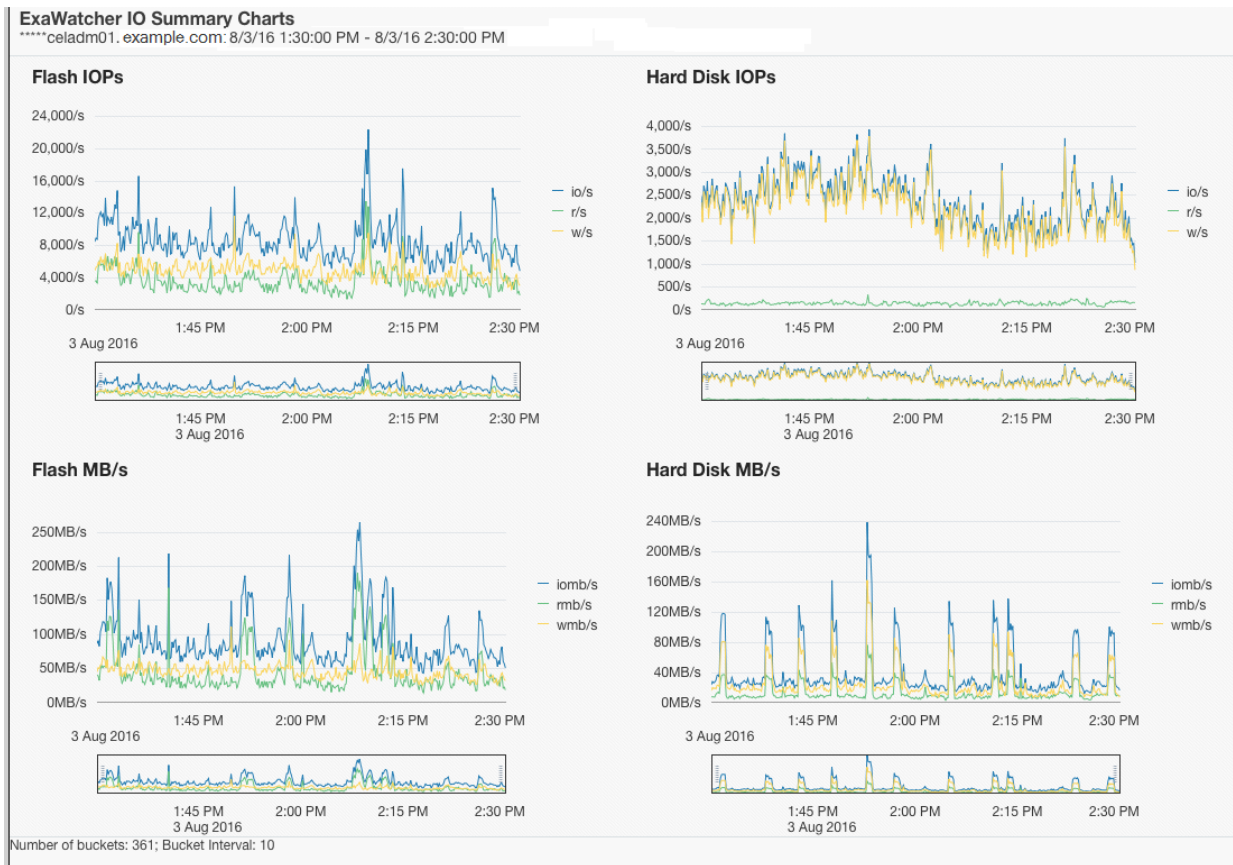 ExaWatcher IO Summary Charts
*****celadm01. example.com: 8/3/16 1:30:00 PM - 8/3/16 2:30:00 PM
Flash IOPs
24,000/s
20,000/s
16,000/s
12,000/s
8,000/s
4,000/s
0/s
io/s
r/s
w/s
1:45 PM 2:00 PM 2:15 PM 2:30 PM
3 Aug 2016
1:45 PM 2:00 PM 2:15 PM 2:30 PM
3 Aug 2016
Hard Disk IOPs
4,000/s
3,500/s
3,000/s
2,500/s
2,000/s
1,500/s
1,000/s
500/s
0/s
io/s
r/s
w/s
1:45 PM 2:00 PM 2:15 PM 2:30 PM
3 Aug 2016
1:45 PM 2:00 PM 2:15 PM 2:30 PM
3 Aug 2016
Flash MB/s
250MB/s
200MB/s
150MB/s
100MB/s
50MB/s
0MB/s
iomb/s
rmb/s
wmb/s
1:45 PM 2:00 PM 2:15 PM 2:30 PM
3 Aug 2016
1:45 PM 2:00 PM 2:15 PM 2:30 PM
3 Aug 2016
Hard Disk MB/s
240MB/s
200MB/s
160MB/s
120MB/s
80MB/s
40MB/s
0MB/s
iomb/s
rmb/s
wmb/s
1:45 PM 2:00 PM 2:15 PM 2:30 PM
3 Aug 2016
1:45 PM 2:00 PM 2:15 PM 2:30 PM
3 Aug 2016
Number of buckets: 361; Bucket Interval: 10